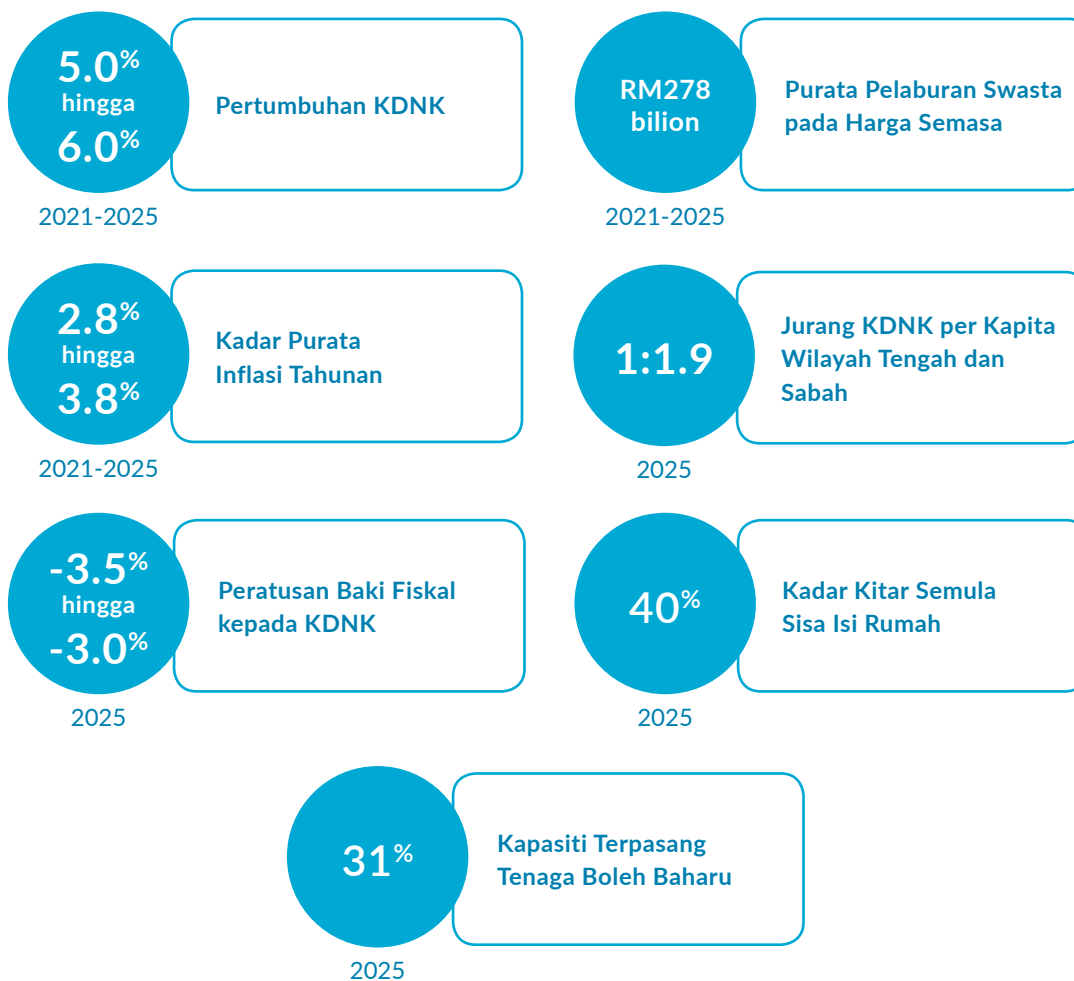 5.0%
hingga
6.0%
Pertumbuhan KDNK
2021-2025
RM278
bilion
Purata Pelaburan Swasta
pada Harga Semasa
2021-2025
2.8%
hingga
3.8%
Kadar Purata
Inflasi Tahunan
2021-2025
1:1.9
Jurang KDNK per Kapita
Wilayah Tengah dan
Sabah
2025
-3.5%
hingga
-3.0%
Peratusan Baki Fiskal
kepada KDNK
2025
40%
Kadar Kitar Semula
Sisa Isi Rumah
2025
31%
Kapasiti Terpasang
Tenaga Boleh Baharu
2025